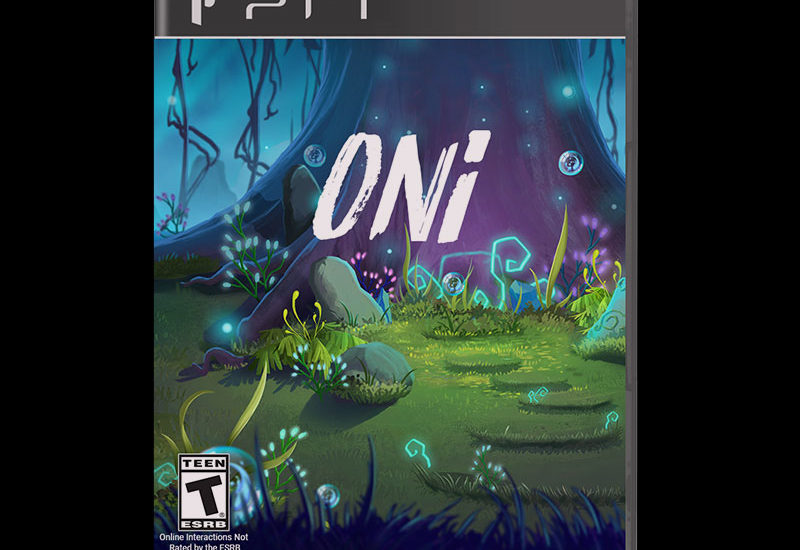 ONi
TEEN
T
ESRB
Online Interactions Not
Rated by the ESRB